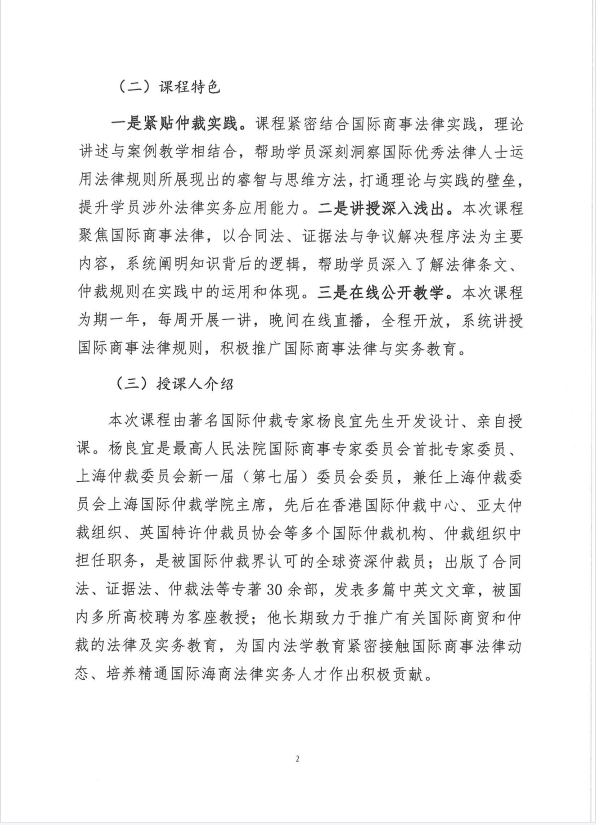 （二）课程特色
一是紧贴仲裁实践。课程紧密结合国际商事法律实践，理论
讲述与案例教学相结合，帮助学员深刻洞察国际优秀法律人士运
用法律规则所展现出的睿智与思维方法，打通理论与实践的壁垒，
提升学员涉外法律实务应用能力。二是讲授深入浅出。本次课程
聚焦国际商事法律，以合同法、证据法与争议解决程序法为主要
内容，系统阐明知识背后的逻辑，帮助学员深入了解法律条文、
仲裁规则在实践中的运用和体现。三是在线公开教学。本次课程
为期一年，每周开展一讲，晚间在线直播，全程开放，系统讲授
国际商事法律规则，积极推广国际商事法律与实务教育。
（三）授课人介绍
本次课程由著名国际仲裁专家杨良宜先生开发设计、亲自授
课。杨良宜是最高人民法院国际商事专家委员会首批专家委员、
上海仲裁委员会新一届（第七届）委员会委员，兼任上海仲裁委
员会上海国际仲裁学院主席，先后在香港国际仲裁中心、亚太仲
裁组织、英国特许仲裁员协会等多个国际仲裁机构、仲裁组织中
担任职务，是被国际仲裁界认可的全球资深仲裁员；出版了合同
法、证据法、仲裁法等专著 30 余部，发表多篇中英文文章，被国
内多所高校聘为客座教授；他长期致力于推广有关国际商贸和仲
裁的法律及实务教育，为国内法学教育紧密接触国际商事法律动
态、培养精通国际海商法律实务人才作出积极贡献。
2